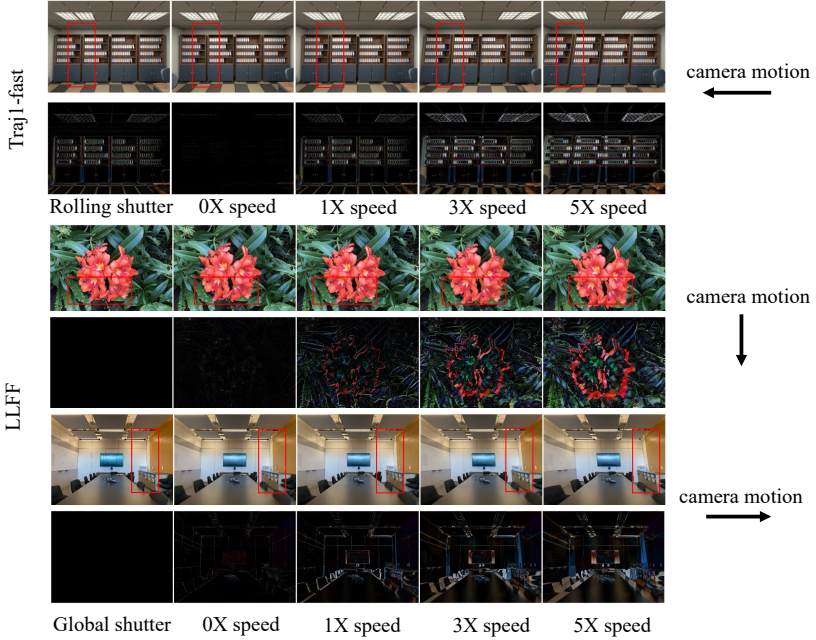 Traj1-fast
camera motion
Rolling shutter 0X speed 1X speed 3X speed 5X speed
LLFF
camera motion
camera motion
Global shutter 0X speed 1X speed 3X speed 5X speed